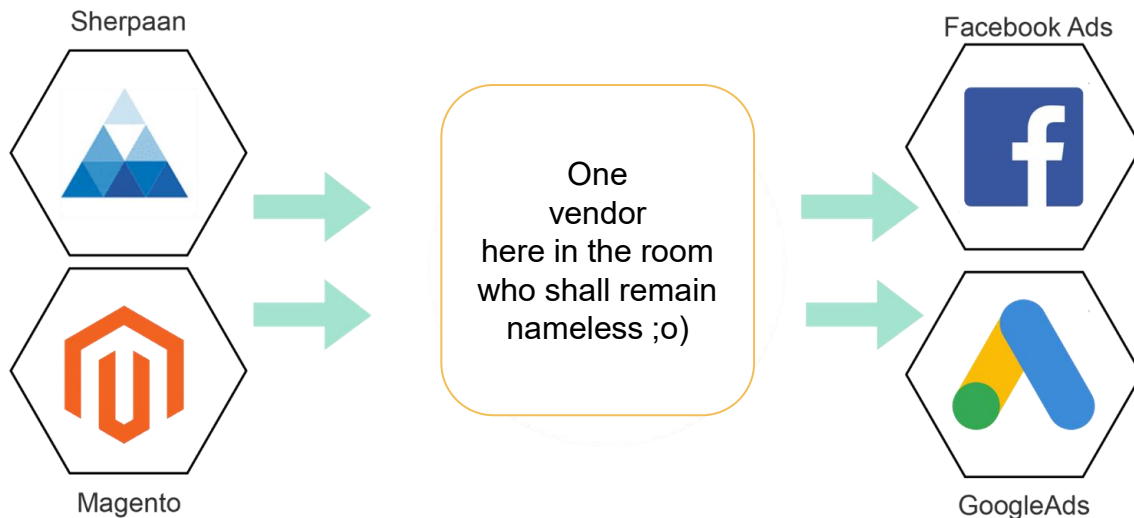 Sherpaan
Facebook Ads
One
vendor
here in the room
who shall remain
nameless ;o)
Magento
GoogleAds